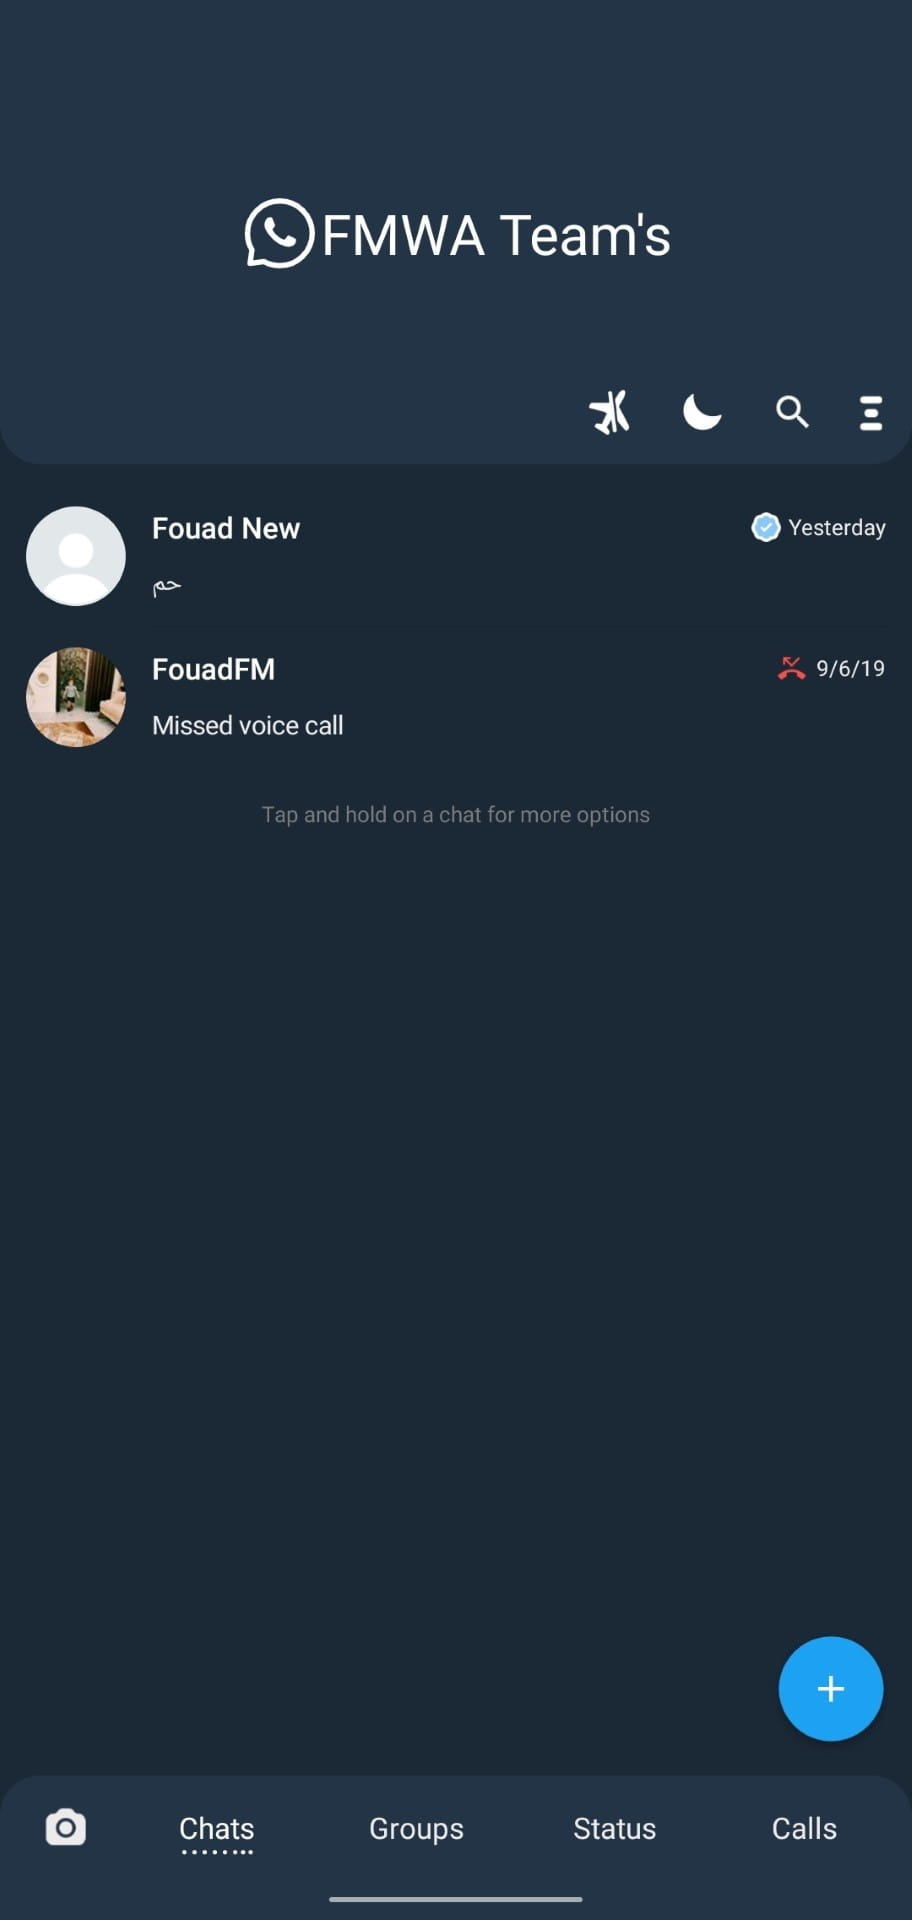 FMWA Team's
Fouad New
Yesterday
حم
FouadFM
9/6/19
Missed voice call
Tap and hold on a chat for more options
Chats
Groups
Status
Calls